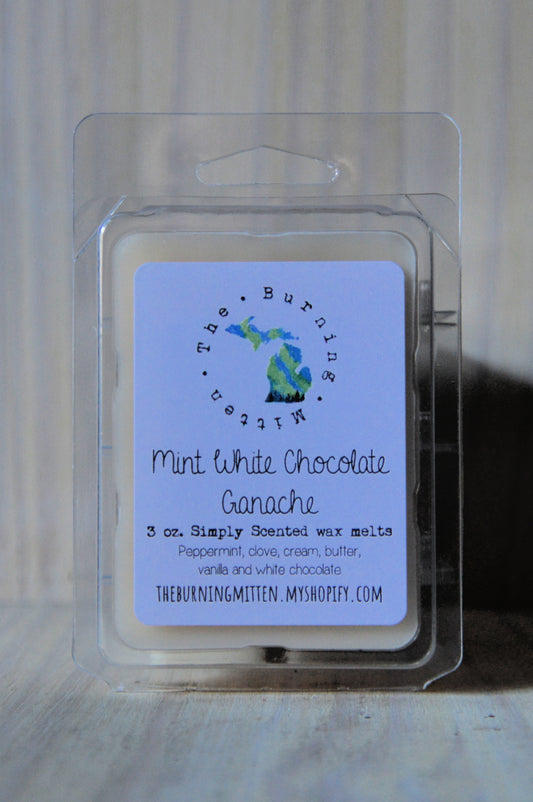 The • Burning • Mitten •
Mint White Chocolate
Ganache
3 oz. Simply Scented wax melts
Peppermint, clove, cream, butter,
vanilla and white chocolate
THEBURNINGMITTEN.MYSHOPIFY.COM